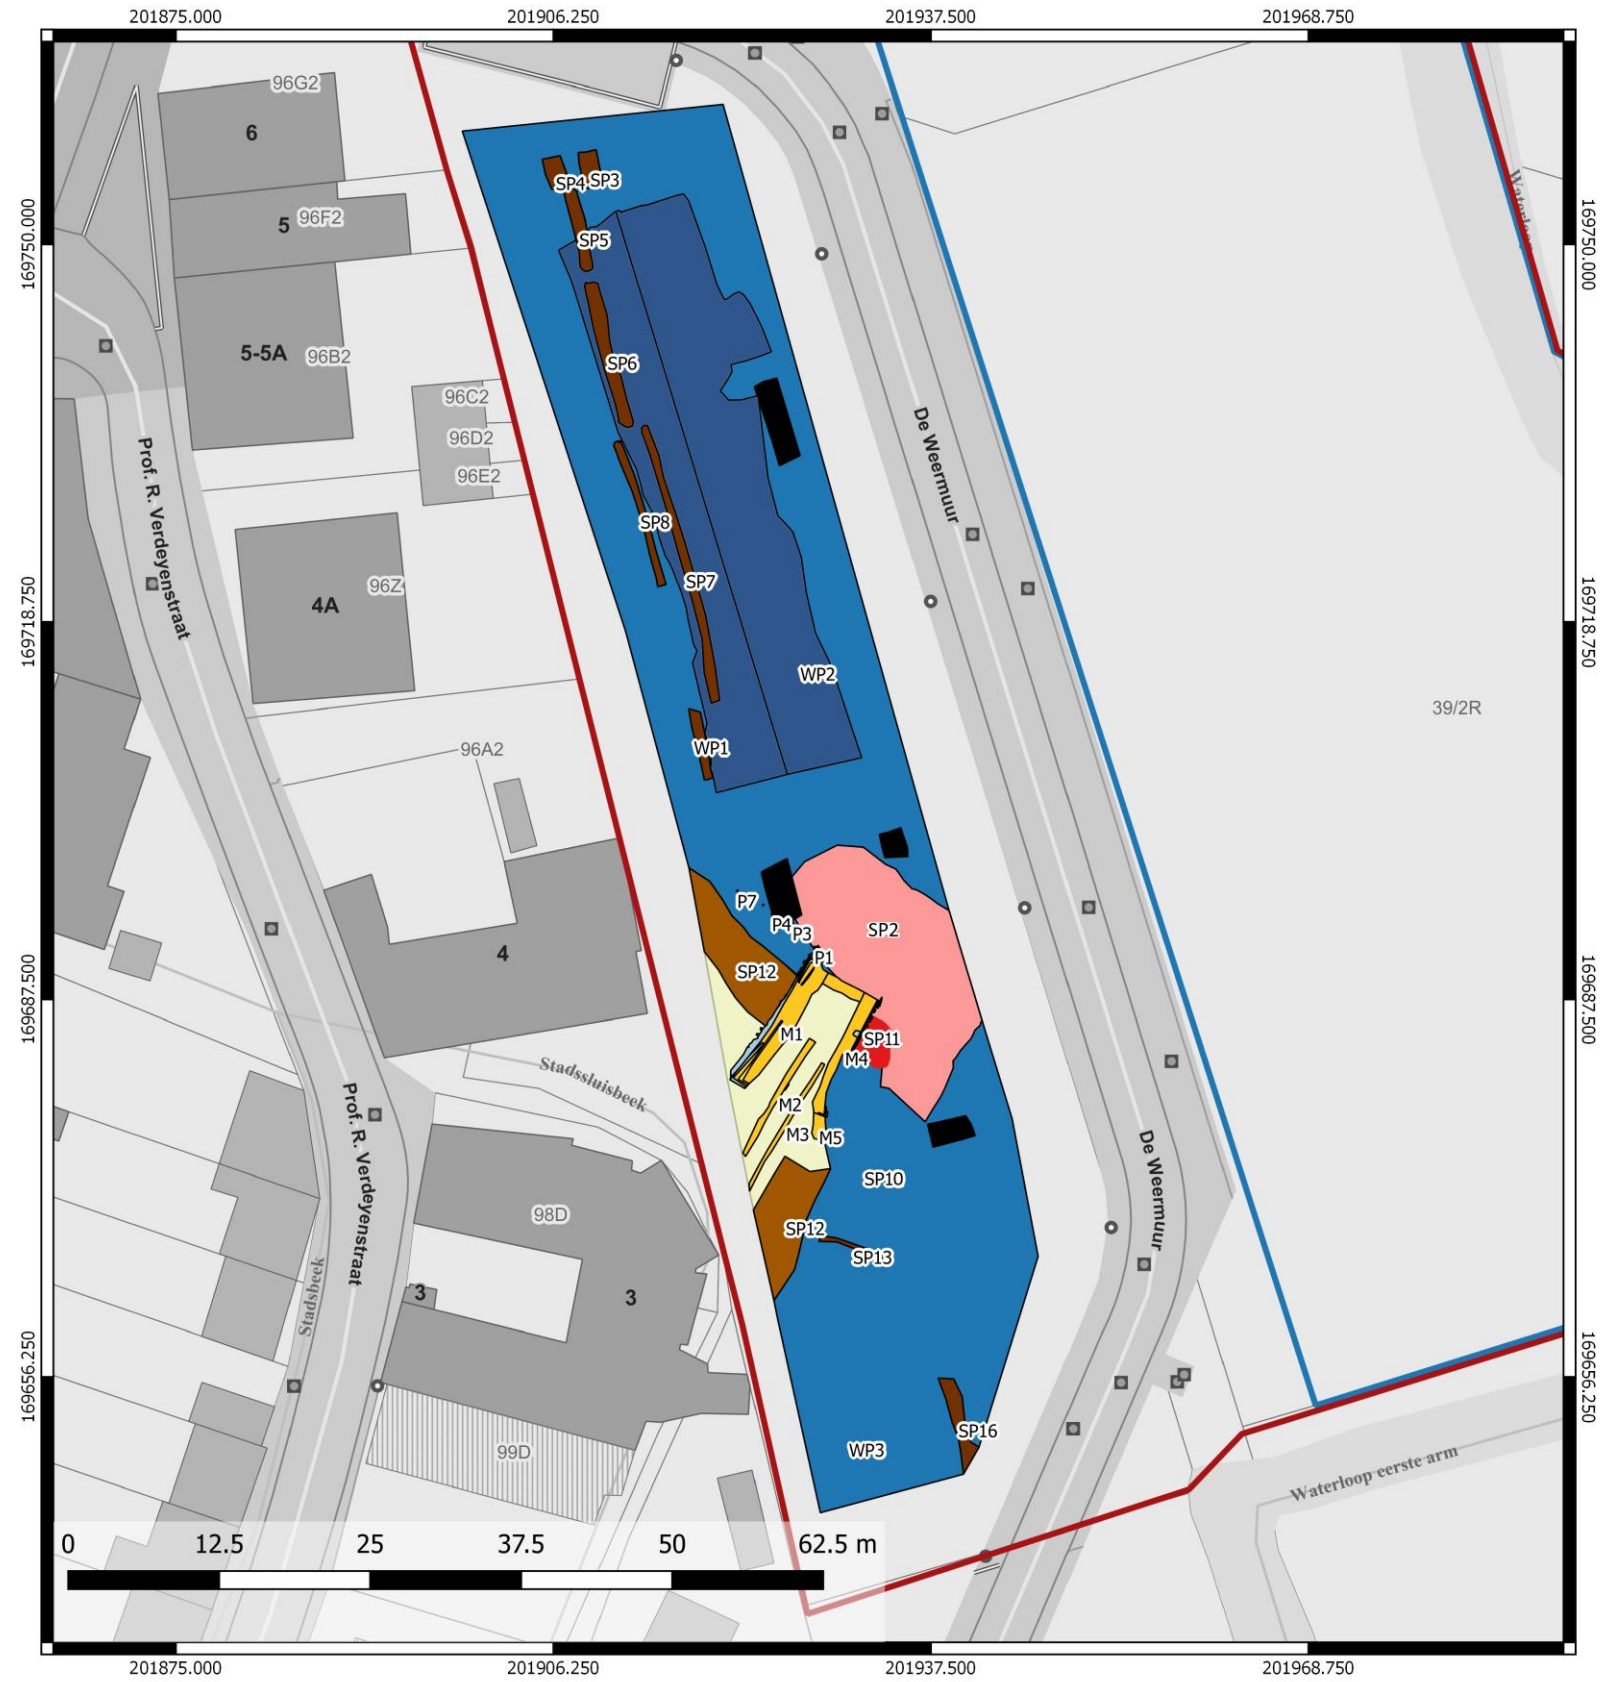 201875.000
201906.250
201937.500
201968.750
96G2
6
SP4
SP3
Waterloop
169750.000
169750.000
5
96F2
SP5
5-5A
96B2
SP6
96C2
96D2
96E2
De Weermuur
Prof. R. Verdeyenstraat
SP8
4A
96Z
SP7
169718.750
169718.750
WP2
39/2R
WP1
96A2
P7
P4
P3
SP2
4
P1
SP12
169687.500
169687.500
M1
SP11
M4
Stadssluisbeek
M2
M3
M5
Prof. R. Verdeyenstraat
De Weermuur
SP10
98D
SP12
SP13
Stadsbeek
3
3
169656.250
169656.250
SP16
WP3
99D
Waterloop eerste arm
0
12.5
25
37.5
50
62.5 m
201875.000
201906.250
201937.500
201968.750